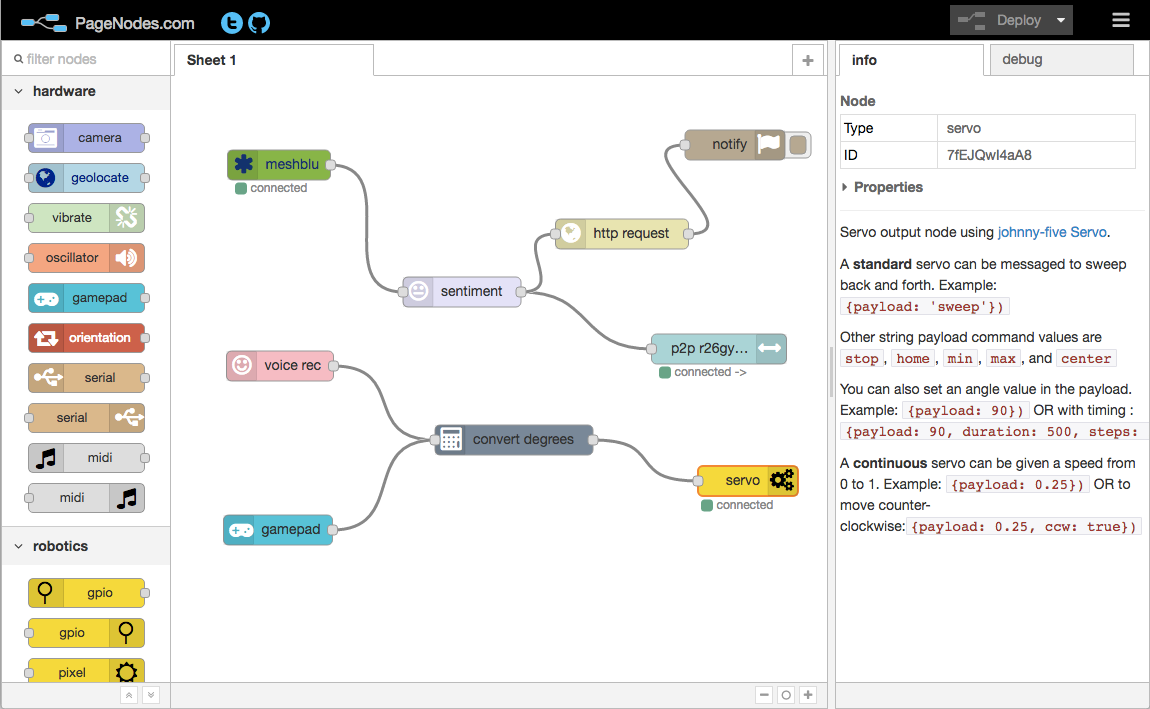 PageNodes.com
Deploy
filter nodes
hardware
camera
geolocate
vibrate
oscillator
gamepad
orientation
serial
serial
midi
midi
robotics
gpio
gpio
pixel
Sheet 1
meshblu
connected
notify
http request
sentiment
p2p r26gy...
connected ->
voice rec
convert degrees
servo
connected
gamepad
info
debug
Node
Type servo
ID 7fEJQwI4aA8
Properties
Servo output node using johnny-five Servo.
A standard servo can be messaged to sweep
back and forth. Example:
{payload: 'sweep'})
Other string payload command values are
stop, home, min, max, and center
You can also set an angle value in the payload.
Example: {payload: 90}) OR with timing :
{payload: 90, duration: 500, steps:
A continuous servo can be given a speed from
0 to 1. Example: {payload: 0.25}) OR to
move counter-
clockwise: {payload: 0.25, ccw: true})